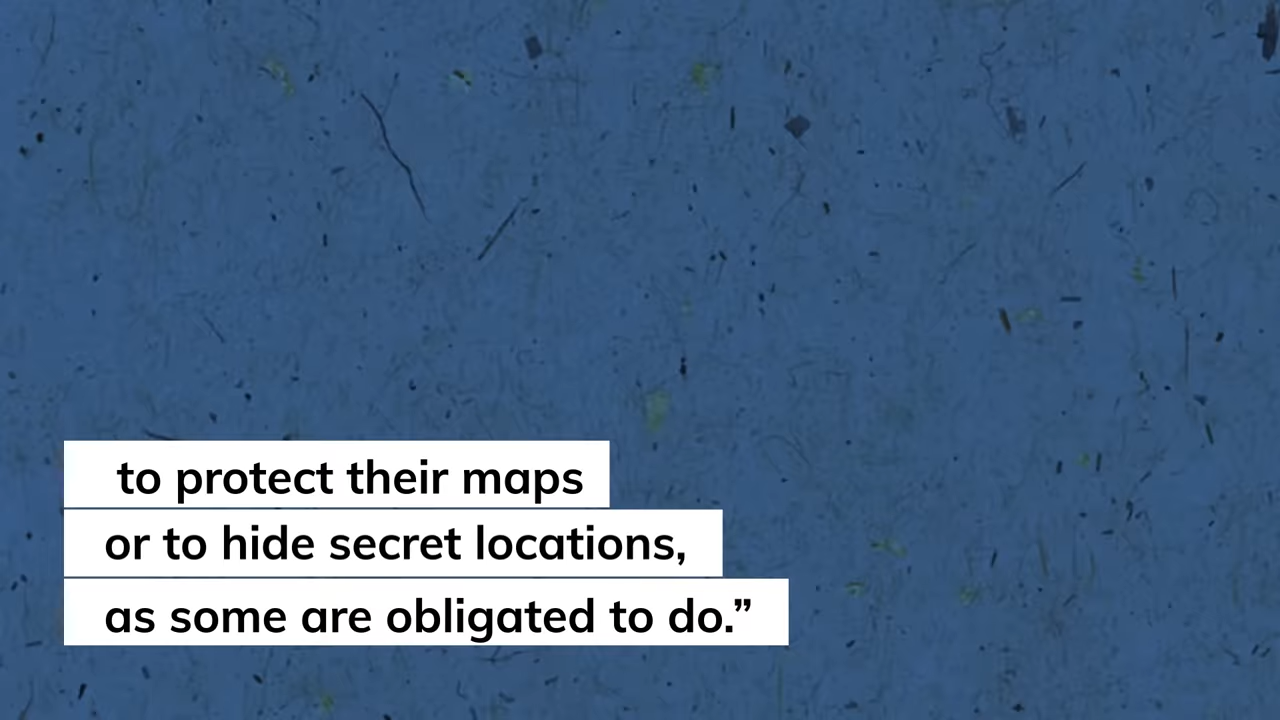 to protect their maps
or to hide secret locations,
as some are obligated to do.”